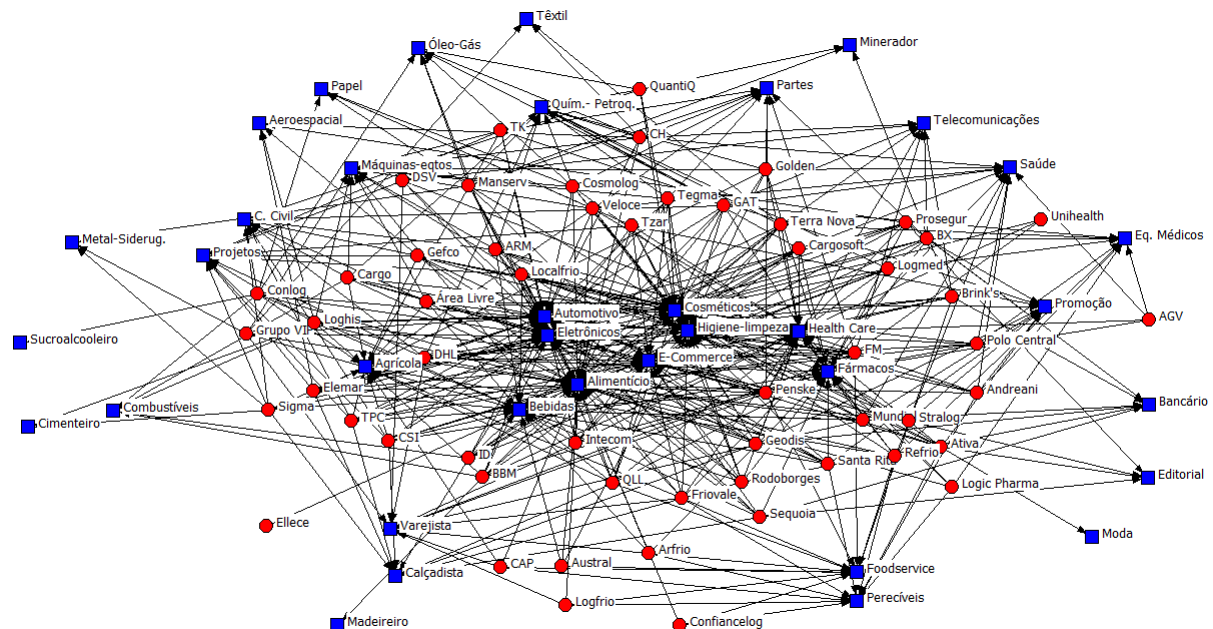 Têxtil
Óleo-Gás
Minerador
Papel
QuantiQ
Partes
Quím.- Petroq.
Aeroespacial
TK
CH
Telecomunicações
Máquinas-eqtos
Golden
Saúde
DSV
Manserv
Cosmolog
Tegma
GAT
Veloce
C. Civil
Tzar
Terra Nova
Prosegur
Unihealth
BX
Eq. Médicos
Metal-Siderug.
Projetos
Gefco
ARM
Cargosoft
Localfrio
Logmed
Cargo
Conlog
Área Livre
Brink's
Promoção
Automotivo
Cosméticos
AGV
Loghis
Grupo VI
Eletrônicos
Higiene-limpeza
Health Care
Sucroalcooleiro
Polo Central
DHL
E-Commerce
FM
Agrícola
Fármacos
Elemar
Alimentício
Penske
Andreani
Combustíveis
Sigma
Bebidas
Bancário
Cimenteiro
TPC
Mundi
Stralog
CSI
Intecom
Geodis
Ativa
ID
Santa Rita
Refrio
BBM
QLL
Rodoborges
Editorial
Logic Pharma
Friovale
Sequoia
Ellece
Varejista
Moda
Arfrio
CAP
Austral
Foodservice
Calçadista
Logfrio
Perecíveis
Madeireiro
Confiancelog